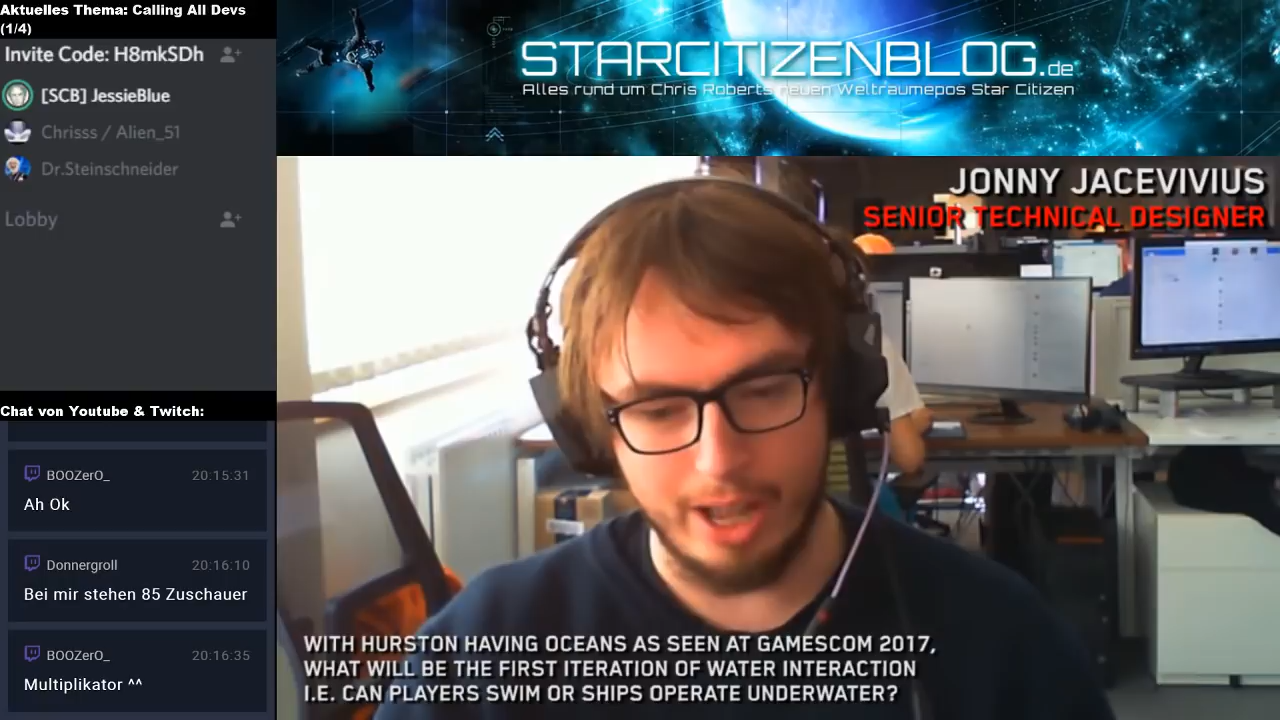 Aktuelles Thema: Calling All Devs
(1/4)
Invite Code: H8mkSDh
[SCB] JessieBlue
Chrisss / Alien_51
Dr.Steinschneider
Lobby
Chat von Youtube & Twitch:
BOOZerO_ 20:15:31
Ah Ok
Donnergroll 20:16:10
Bei mir stehen 85 Zuschauer
BOOZerO_ 20:16:35
Multiplikator ^^
STARCITIZENBLOG.de
Alles rund um Chris Roberts neuen Weltraumepos Star Citizen
JONNY JACEVIVIUS
SENIOR TECHNICAL DESIGNER
WITH HURSTON HAVING OCEANS AS SEEN AT GAMESCOM 2017,
WHAT WILL BE THE FIRST ITERATION OF WATER INTERACTION
I.E. CAN PLAYERS SWIM OR SHIPS OPERATE UNDERWATER?